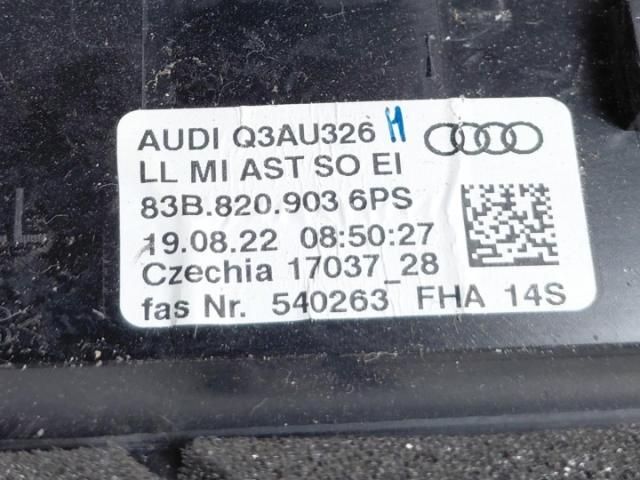 AUDI Q3AU326 M
LL MI AST SO EI
83B.820.903 6PS
19.08.22 08:50:27
Czechia 17037_28
fas Nr. 540263 FHA 14S